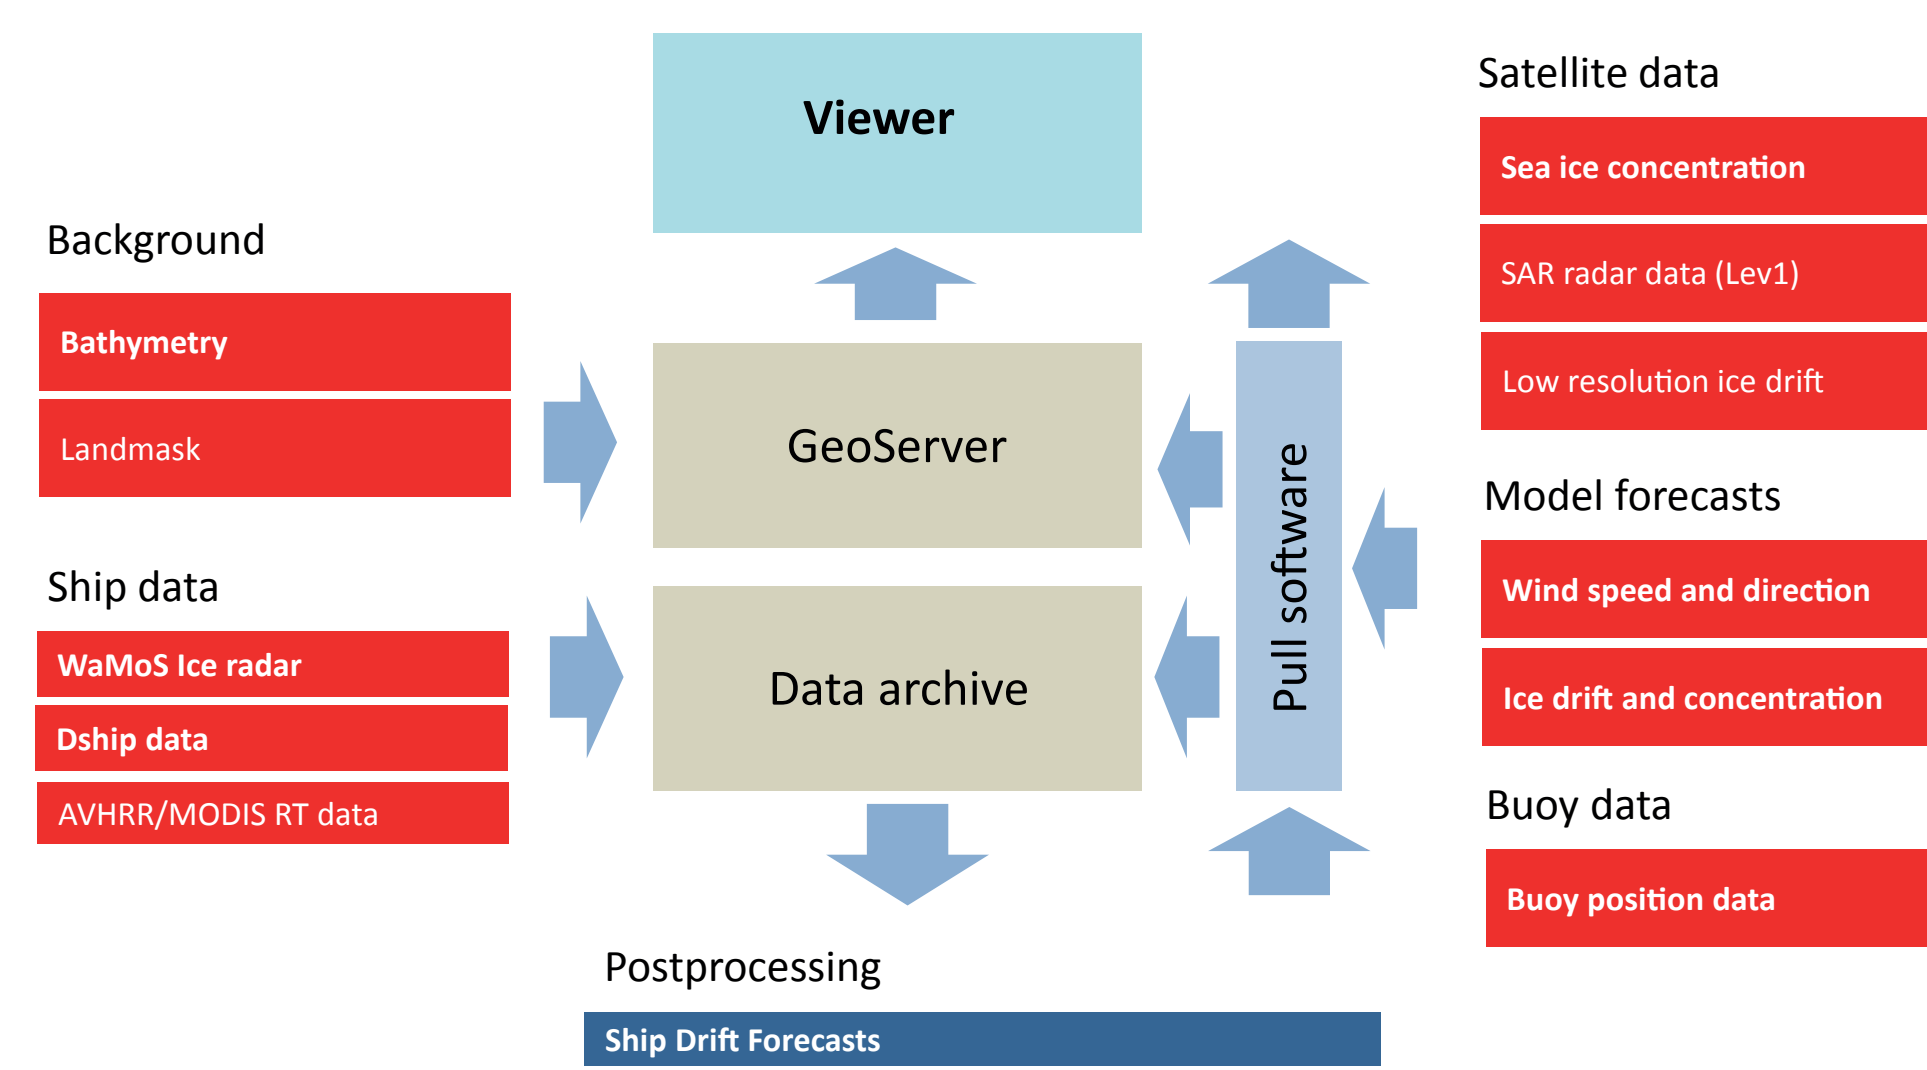 Viewer
Background
Bathymetry
Landmask
Ship data
WaMoS Ice radar
Dship data
AVHRR/MODIS RT data
GeoServer
Data archive
Pull software
Satellite data
Sea ice concentration
SAR radar data (Lev1)
Low resolution ice drift
Model forecasts
Wind speed and direction
Ice drift and concentration
Buoy data
Buoy position data
Postprocessing
Ship Drift Forecasts